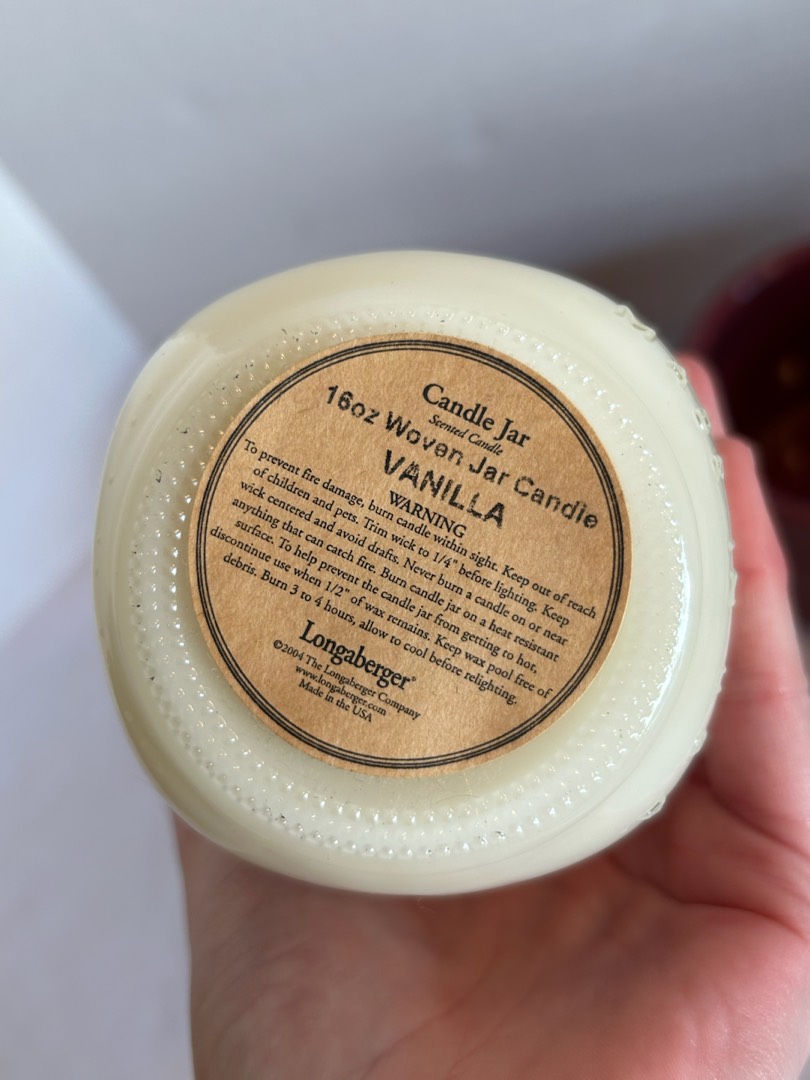 Candle Jar
Scented Candle
16oz Woven Jar Candle
VANILLA
WARNING
To prevent fire damage, burn candle within sight. Keep out of reach
of children and pets. Trim wick to 1/4" before lighting. Keep
wick centered and avoid drafts. Never burn a candle on or near
anything that can catch fire. Burn candle jar on a heat resistant
surface. To help prevent the candle jar from getting to hot,
discontinue use when 1/2" of wax remains. Keep wax pool free of
debris. Burn 3 to 4 hours, allow to cool before relighting.
Longaberger®
©2004 The Longaberger Company
www.longaberger.com
Made in the USA